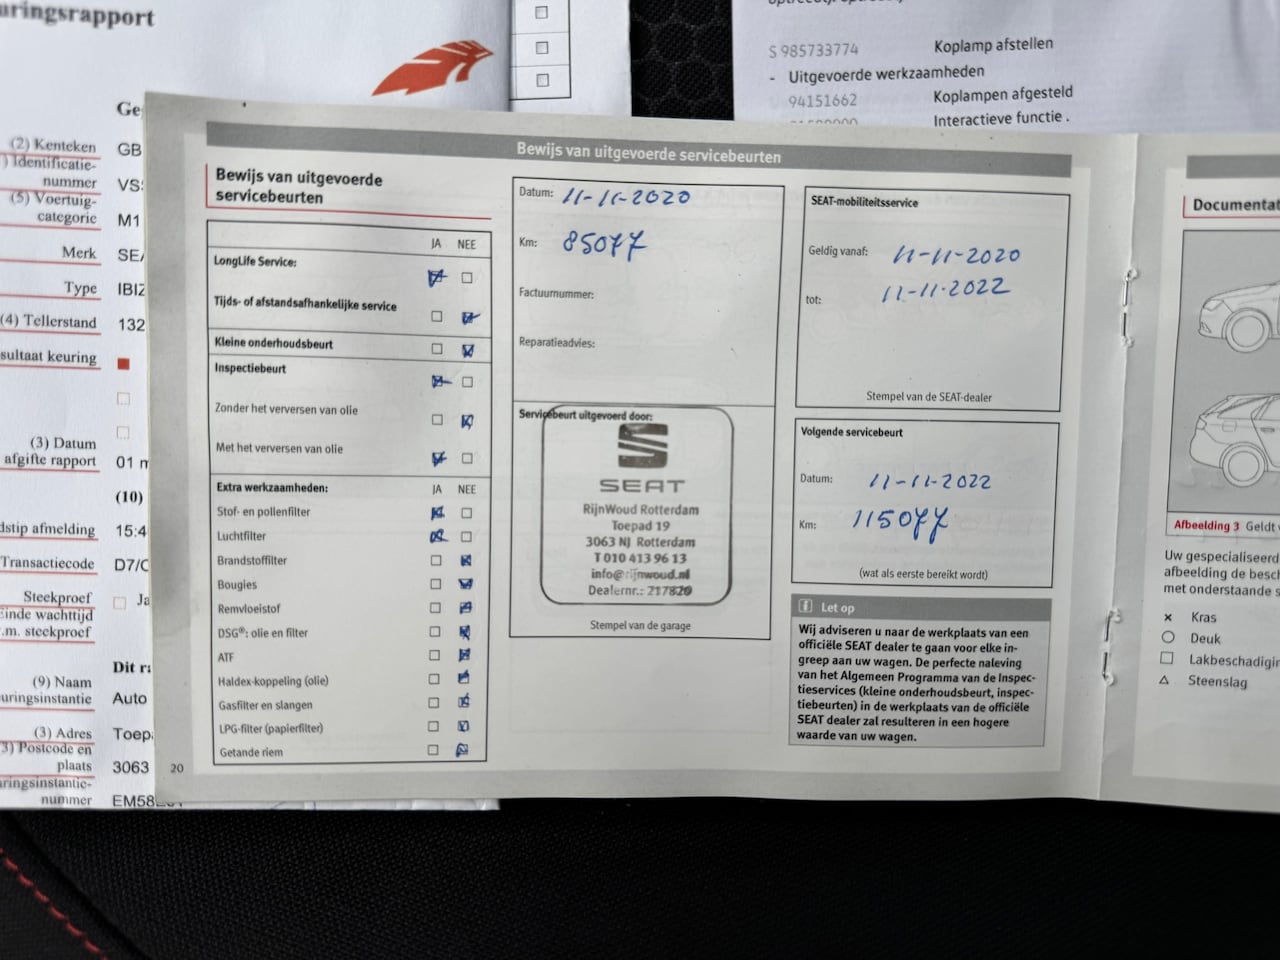 uringsrapport
(2) Kenteken GB
Identificatie-
nummer VS
(5) Voertuig-
categorie M1
Merk SEA
Type IBIZ
(4) Tellerstand 132
sultaat keuring
(3) Datum
afgifte rapport 01 m
(10)
dstip afmelding 15:4
Transactiecode D7/C
Steekproef Ja
Einde wachttijd
.m. steekproef
Dit r
(9) Naam
uringsinstantie Auto
(3) Adres Toep
3) Postcode en
plaats 3063
ringsinstantie-
nummer EM58
S 985733774 Koplamp afstellen
- Uitgevoerde werkzaamheden
94151662 Koplampen afgesteld
Interactieve functie .
Bewijs van uitgevoerde servicebeurten
Bewijs van uitgevoerde
servicebeurten
JA NEE
LongLife Service:
Tijds- of afstandsafhankelijke service
Kleine onderhoudsbeurt
Inspectiebeurt
Zonder het verversen van olie
Met het verversen van olie
Extra werkzaamheden: JA NEE
Stof- en pollenfilter
Luchtfilter
Brandstoffilter
Bougies
Remvloeistof
DSG®: olie en filter
ATF
Haldex-koppeling (olie)
Gasfilter en slangen
LPG-filter (papierfilter)
Getande riem
20
Datum: 11-11-2020
Km: 85077
Factuurnummer:
Reparatieadvies:
Servicebeurt uitgevoerd door:
SEAT
RijnWoud Rotterdam
Toepad 19
3063 NJ Rotterdam
T 010 413 96 13
info@rijnwoud.nl
Dealernr.: 217820
Stempel van de garage
SEAT-mobiliteitsservice
Geldig vanaf: 11-11-2020
tot: 11-11-2022
Stempel van de SEAT-dealer
Volgende servicebeurt
Datum: 11-11-2022
Km: 115077
(wat als eerste bereikt wordt)
Let op
Wij adviseren u naar de werkplaats van een
officiële SEAT dealer te gaan voor elke in-
greep aan uw wagen. De perfecte naleving
van het Algemeen Programma van de Inspec-
tieservices (kleine onderhoudsbeurt, inspec-
tiebeurten) in de werkplaats van de officiële
SEAT dealer zal resulteren in een hogere
waarde van uw wagen.
Documentat
Afbeelding 3 Geldt
Uw gespecialiseerd
afbeelding de besch
met onderstaande s
Kras
Deuk
Lakbeschadigin
Steenslag